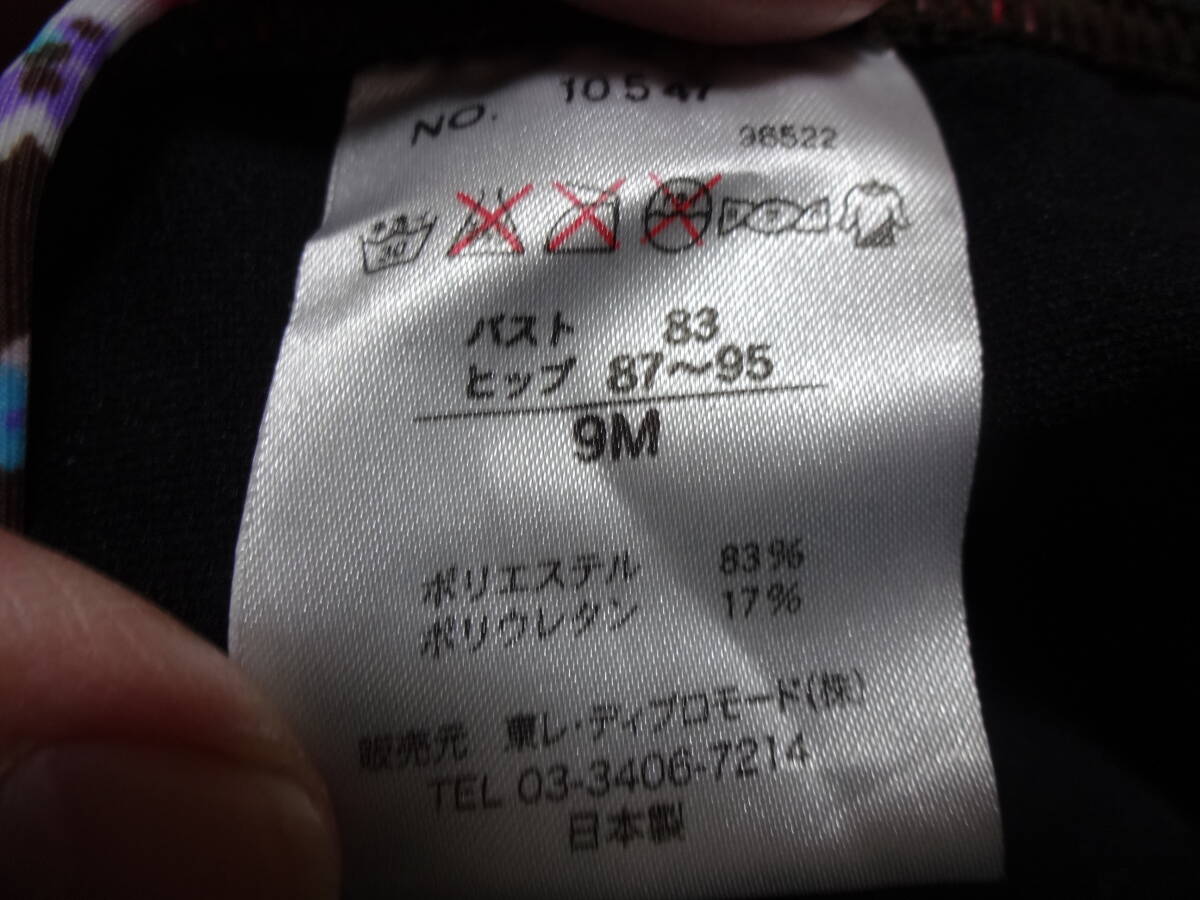 NO. 10547
96522
バスト 83
ヒップ 87〜95
9M
ポリエステル 83%
ポリウレタン 17%
販売元 東レ・ディプロモード(株)
TEL 03-3406-7214
日本製